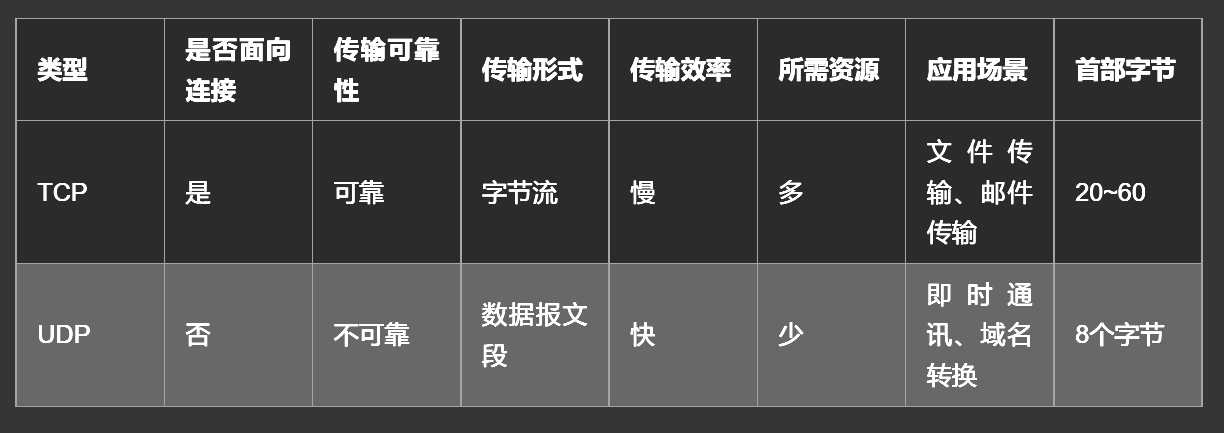 类型
是否面向
连接
传输可靠
性
传输形式
传输效率
所需资源
应用场景
首部字节
TCP
是
可靠
字节流
慢
多
文件传
输、邮件
传输
20~60
UDP
否
不可靠
数据报文
段
快
少
即时通
讯、域名
转换
8个字节